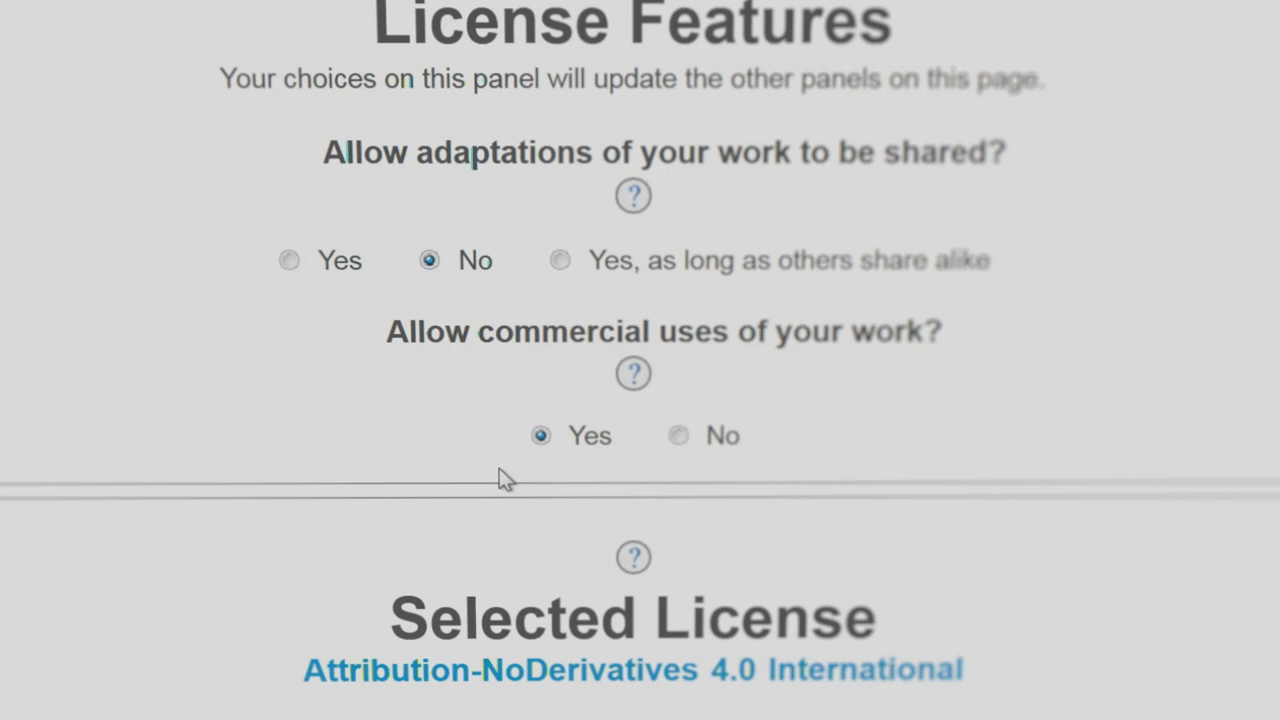 License Features
Your choices on this panel will update the other panels on this page.
Allow adaptations of your work to be shared?
?
Yes No Yes, as long as others share alike
Allow commercial uses of your work?
?
Yes No
?
Selected License
Attribution-NoDerivatives 4.0 International